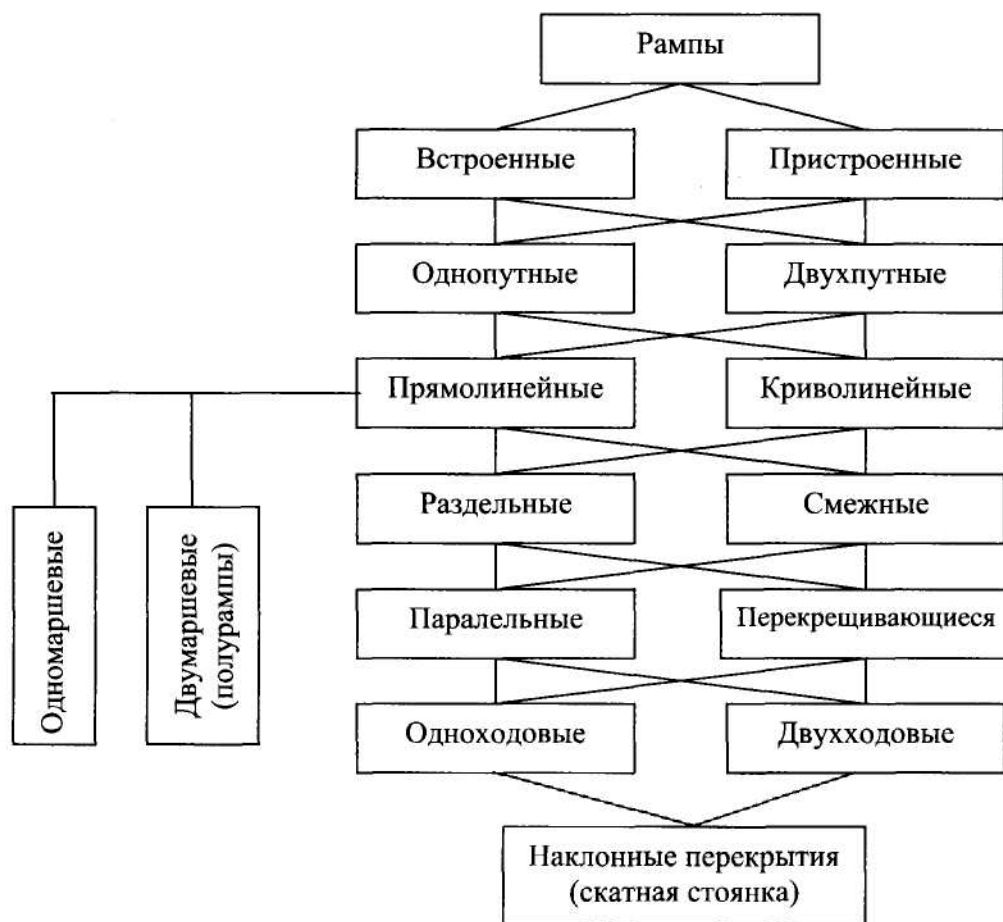 Рампы
Встроенные
Пристроенные
Однопутные
Двухпутные
Прямолинейные
Криволинейные
Раздельные
Смежные
Одномаршевые
Двумаршевые
(полурампы)
Паралельные
Перекрещивающиеся
Одноходовые
Двухходовые
Наклонные перекрытия
(скатная стоянка)